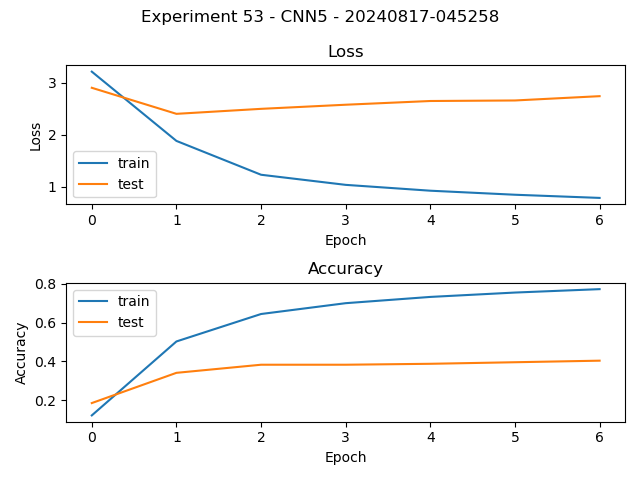 Experiment 53 - CNN5 - 20240817-045258
Loss
Loss
3
2
1
train
test
0 1 2 3 4 5 6
Epoch
Accuracy
Accuracy
0.8
0.6
0.4
0.2
train
test
0 1 2 3 4 5 6
Epoch